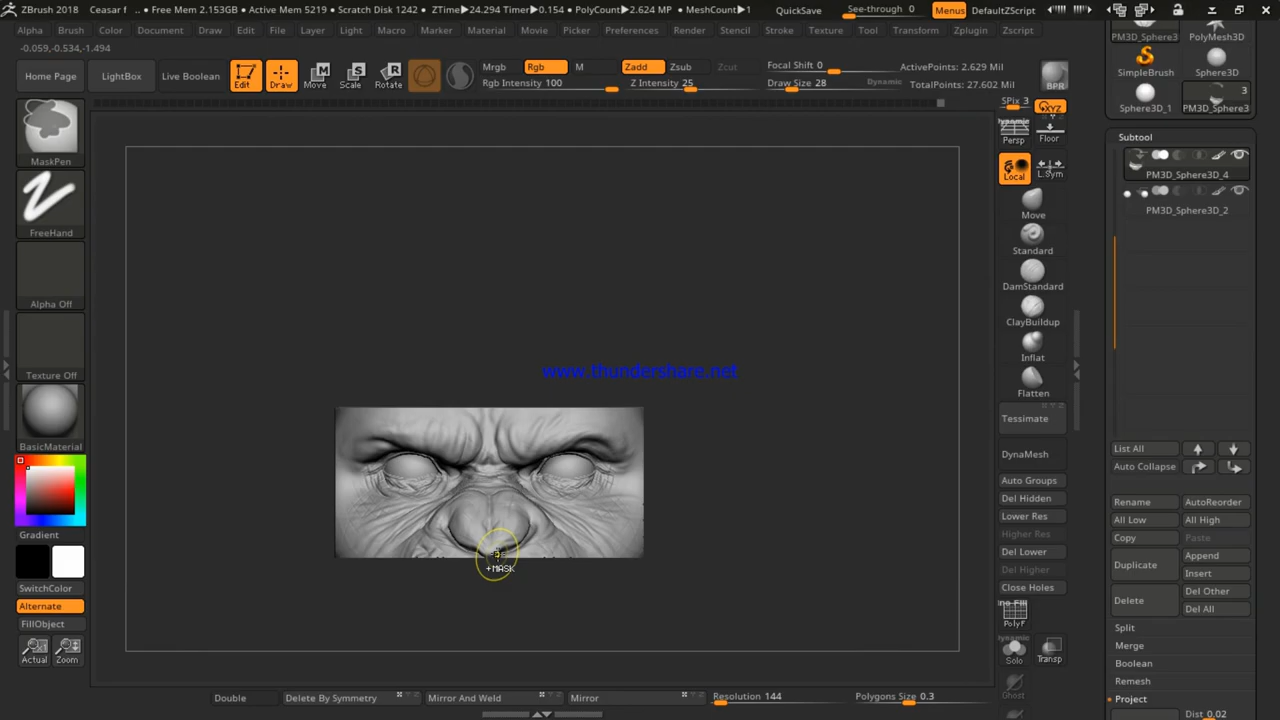 ZBrush 2018 Ceasar f .. • Free Mem 2.153GB • Active Mem 5219 • Scratch Disk 1242 • ZTime▶24.294 Timer▶0.154 • PolyCount▶2.624 MP • MeshCount▶1 QuickSave See-through 0 Menus DefaultZScript
Alpha Brush Color Document Draw Edit File Layer Light Macro Marker Material Movie Picker Preferences Render Stencil Stroke Texture Tool Transform Zplugin Zscript
-0.059,-0.534,-1.494
Home Page LightBox Live Boolean Edit Draw Move Scale Rotate
Mrgb Rgb M Zadd Zsub Zcut Focal Shift 0 ActivePoints: 2.629 Mil
Rgb Intensity 100 Z Intensity 25 Draw Size 28 Dynamic TotalPoints: 27.602 Mil
MaskPen
FreeHand
Alpha Off
Texture Off
BasicMaterial
Gradient
SwitchColor
Alternate
FillObject
Actual Zoom
www.thundershare.net
+MASK
Double Delete By Symmetry Mirror And Weld Mirror Resolution 144 Polygons Size 0.3
BPR
SPix 3 XYZ
Dynamic
Persp Floor
Local L.Sym
Move
Standard
DamStandard
ClayBuildup
Inflat
Flatten
Tessimate
DynaMesh
Auto Groups
Del Hidden
Lower Res
Higher Res
Del Lower
Del Higher
Close Holes
Line Fill
PolyF
Dynamic
Solo Transp
Ghost
PM3D_Sphere3 PolyMesh3D
SimpleBrush Sphere3D
3
Sphere3D_1 PM3D_Sphere3
Subtool
PM3D_Sphere3D_4
PM3D_Sphere3D_2
List All
Auto Collapse
Rename AutoReorder
All Low All High
Copy Paste
Duplicate Append
Insert
Delete Del Other
Del All
Split
Merge
Boolean
Remesh
Project
Dist 0.02